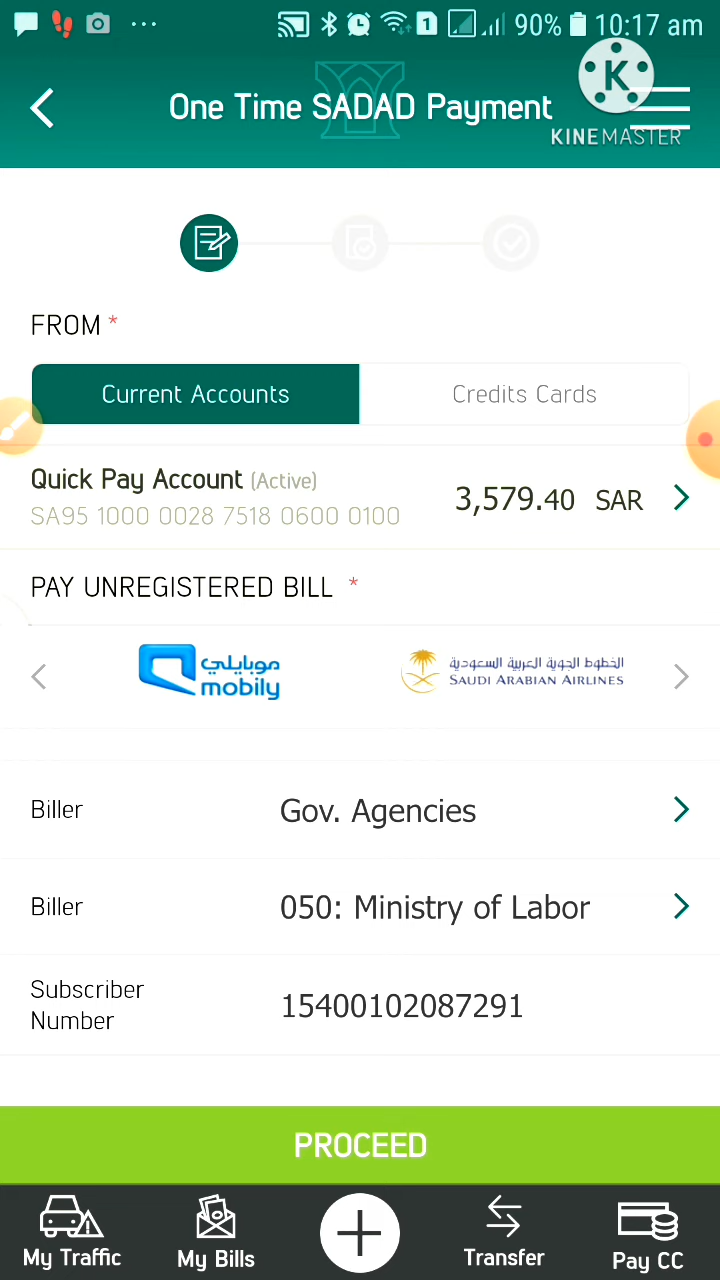 90% 10:17 am
1
K
One Time SADAD Payment
KINEMASTER
FROM *
Current Accounts
Credits Cards
Quick Pay Account (Active)
SA95 1000 0028 7518 0600 0100
3,579.40 SAR
PAY UNREGISTERED BILL *
موبايلي
mobily
الخطوط الجوية العربية السعودية
SAUDI ARABIAN AIRLINES
Biller
Gov. Agencies
Biller
050: Ministry of Labor
Subscriber
Number
15400102087291
PROCEED
My Traffic
My Bills
Transfer
Pay CC